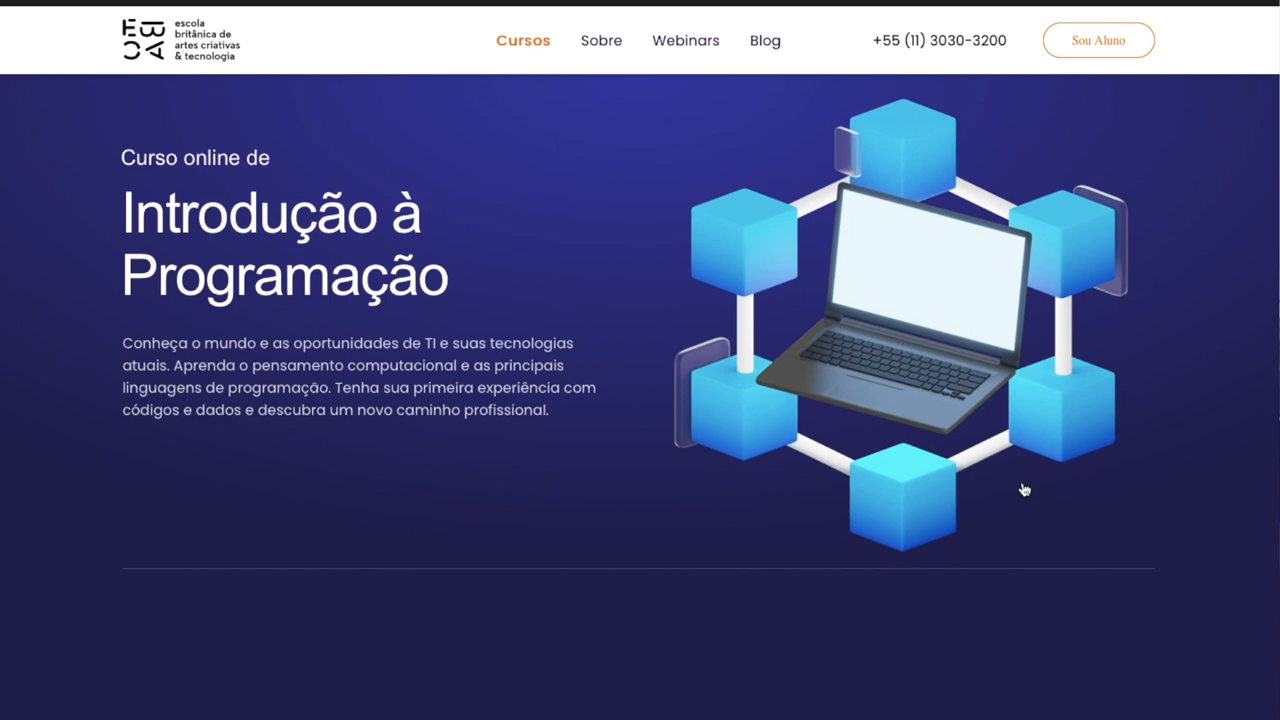 EBAC
escola
britânica de
artes criativas
& tecnologia
Cursos
Sobre
Webinars
Blog
+55 (11) 3030-3200
Sou Aluno
Curso online de
Introdução à
Programação
Conheça o mundo e as oportunidades de TI e suas tecnologias
atuais. Aprenda o pensamento computacional e as principais
linguagens de programação. Tenha sua primeira experiência com
códigos e dados e descubra um novo caminho profissional.